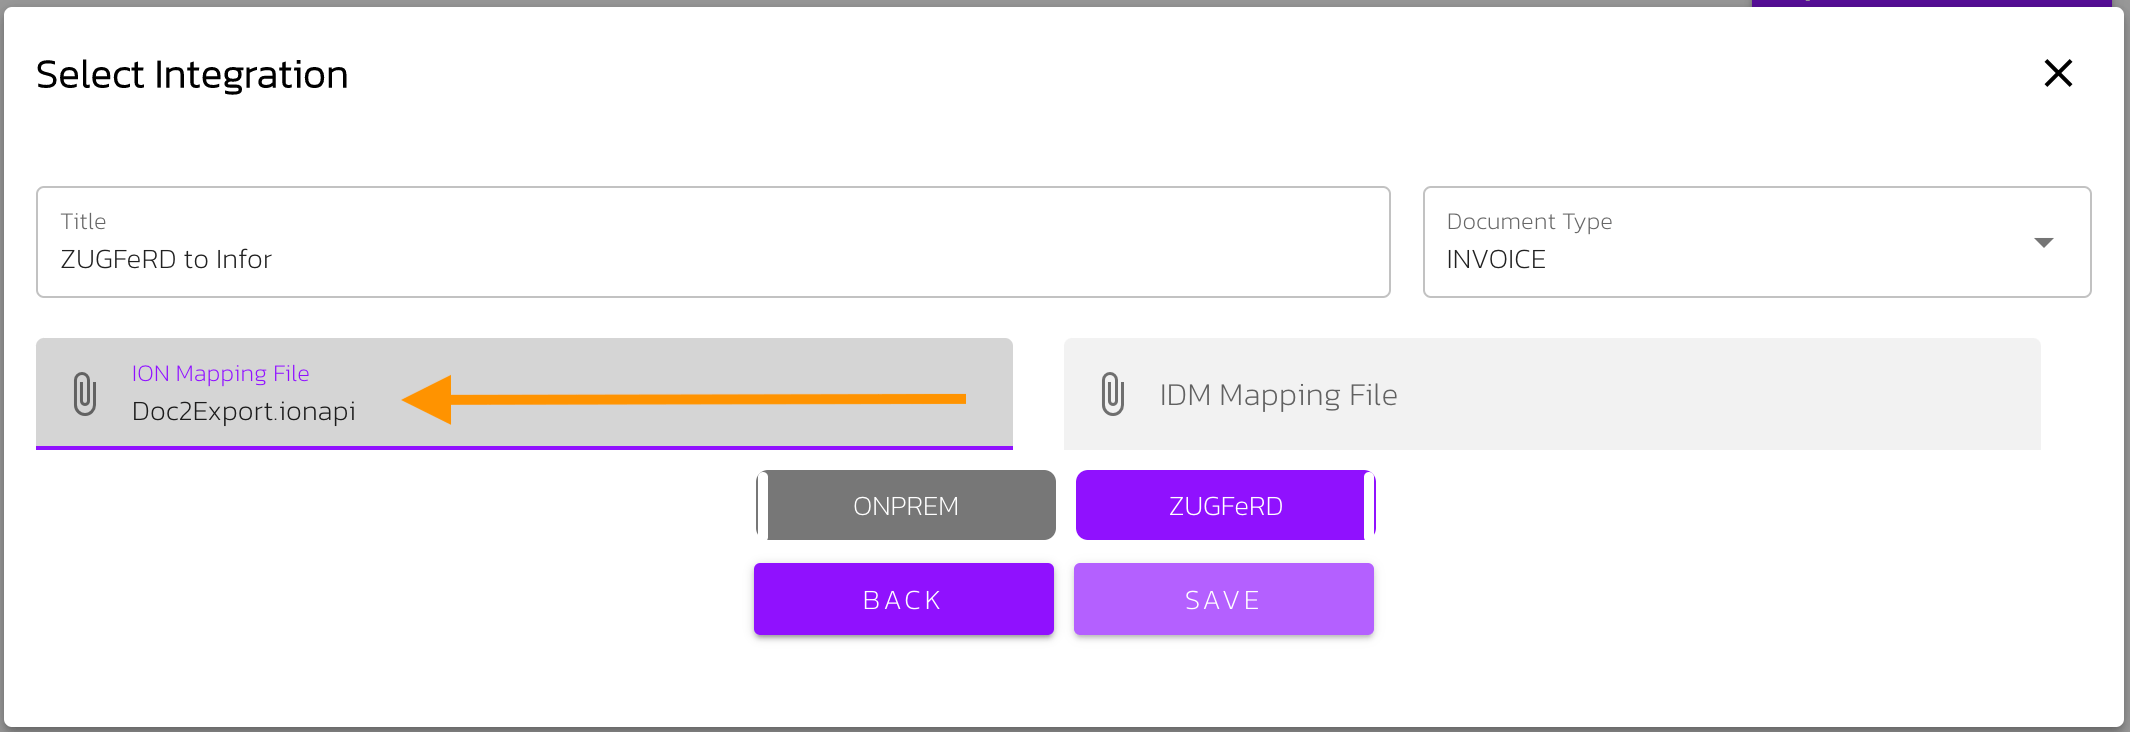 Select Integration
Title
ZUGFeRD to Infor
Document Type
INVOICE
ION Mapping File
Doc2Export.ionapi
IDM Mapping File
ONPREM
ZUGFeRD
BACK
SAVE